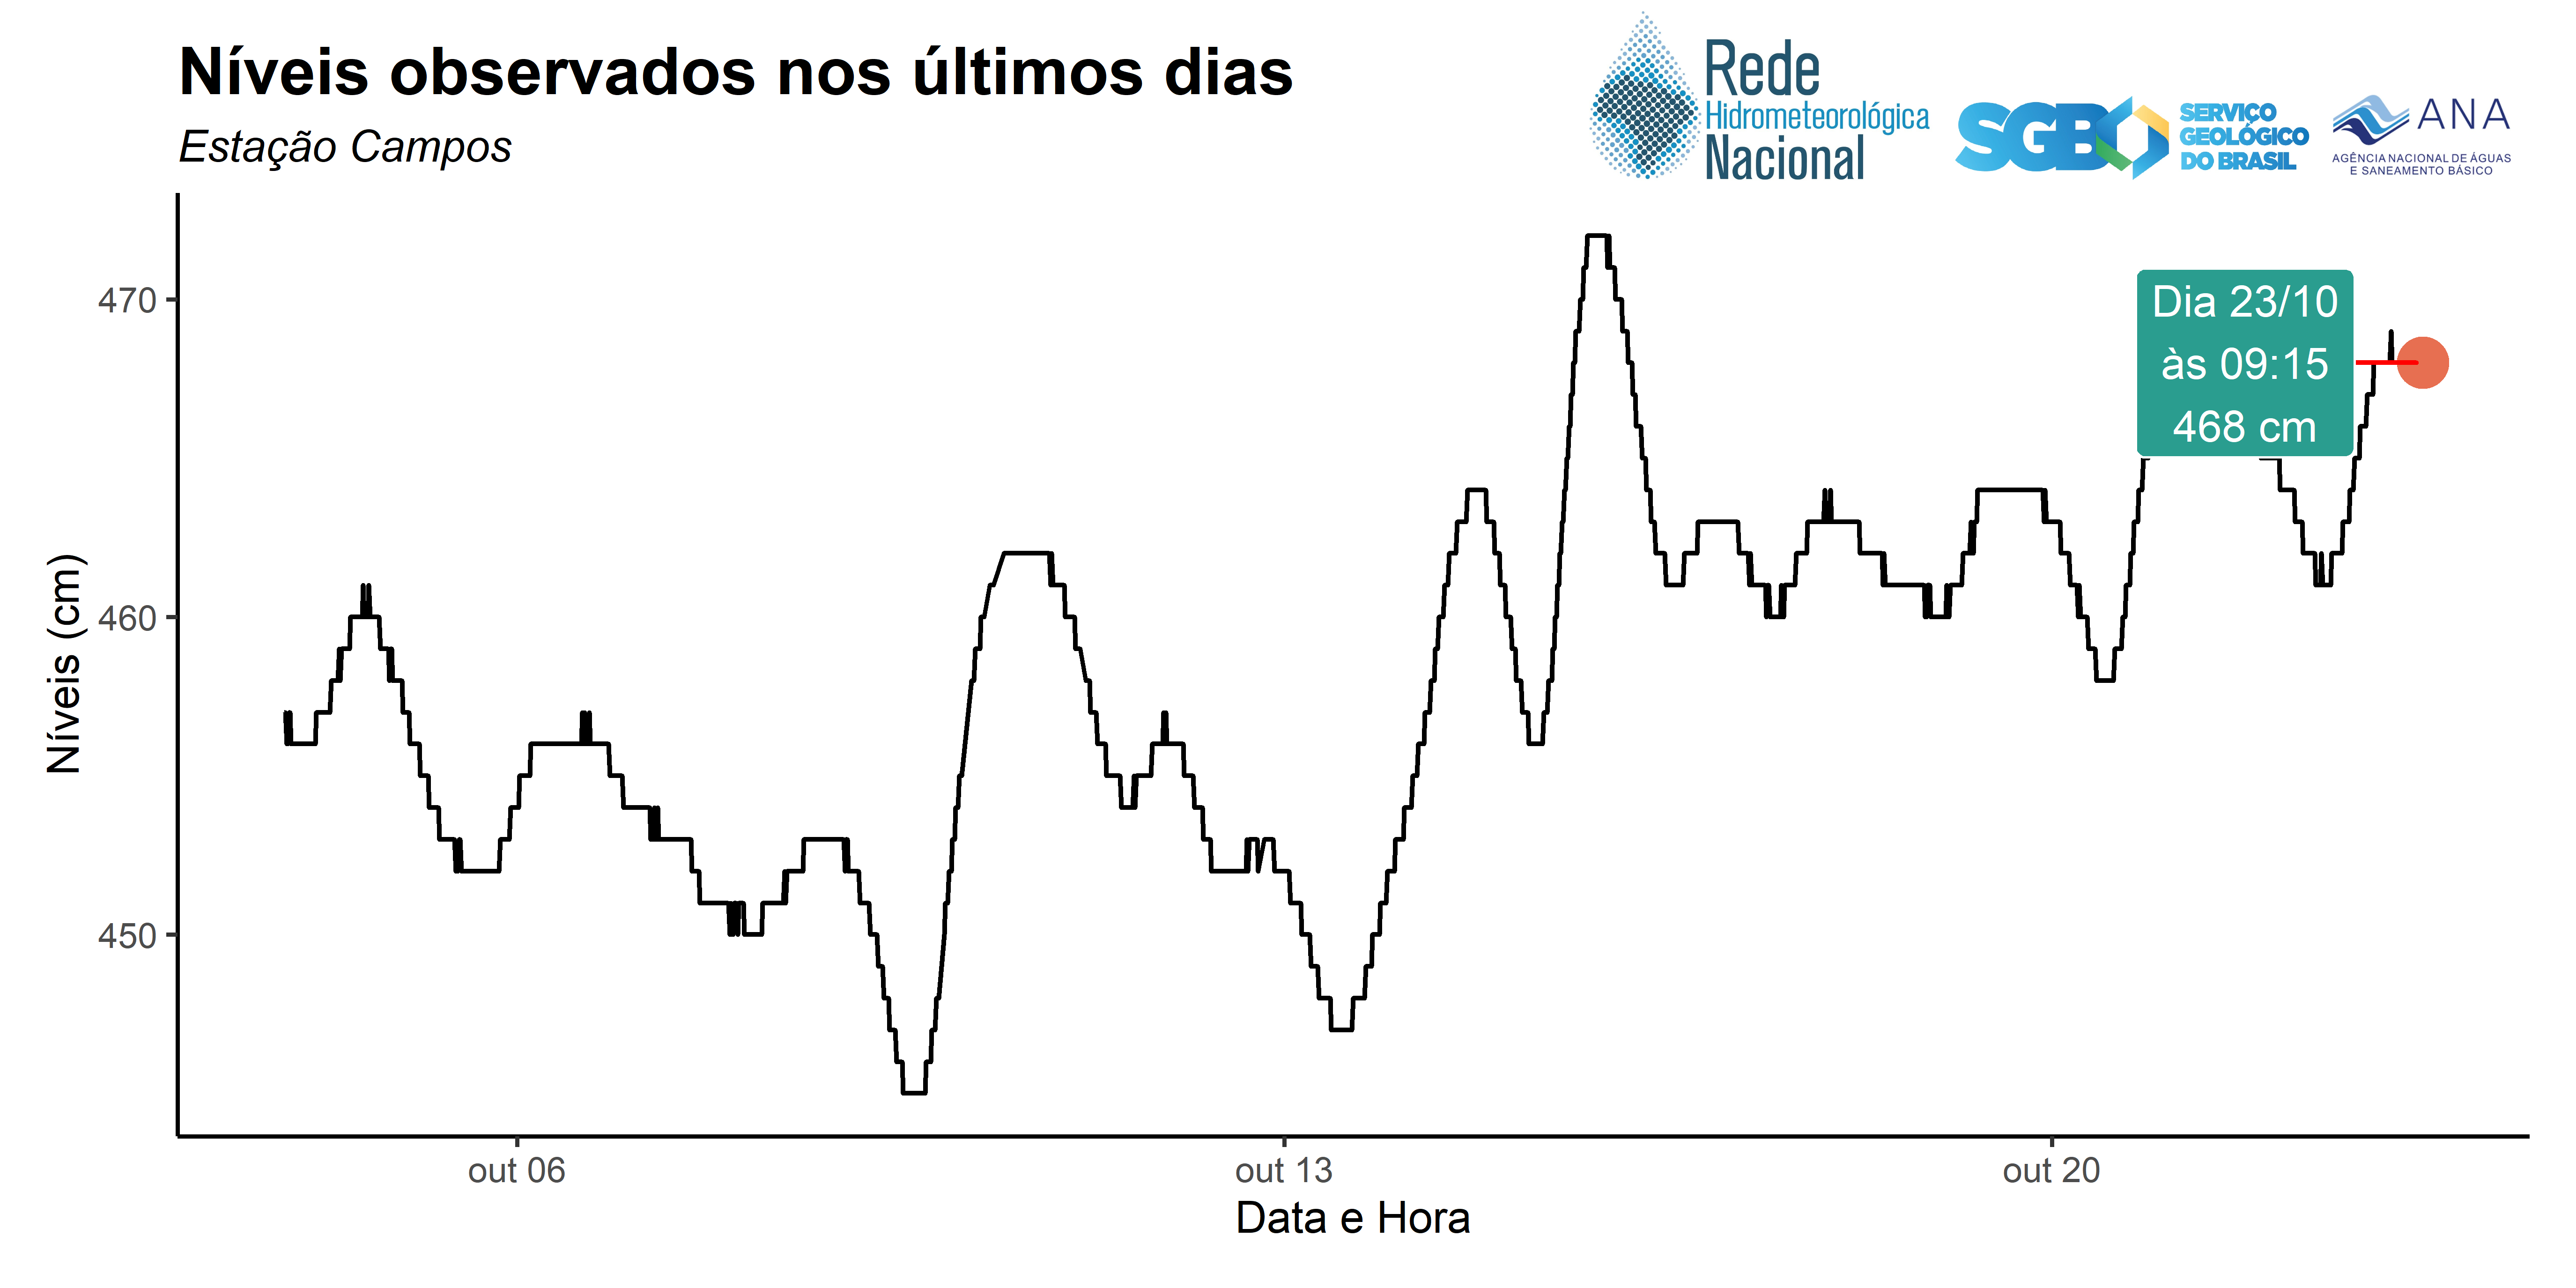 Níveis observados nos últimos dias
Estação Campos
Rede
Hidrometeorológica
Nacional
SGB
SERVIÇO
GEOLÓGICO
DO BRASIL
ANA
AGÊNCIA NACIONAL DE ÁGUAS
E SANEAMENTO BÁSICO
Níveis (cm)
470
460
450
Dia 23/10
às 09:15
468 cm
out 06
out 13
out 20
Data e Hora